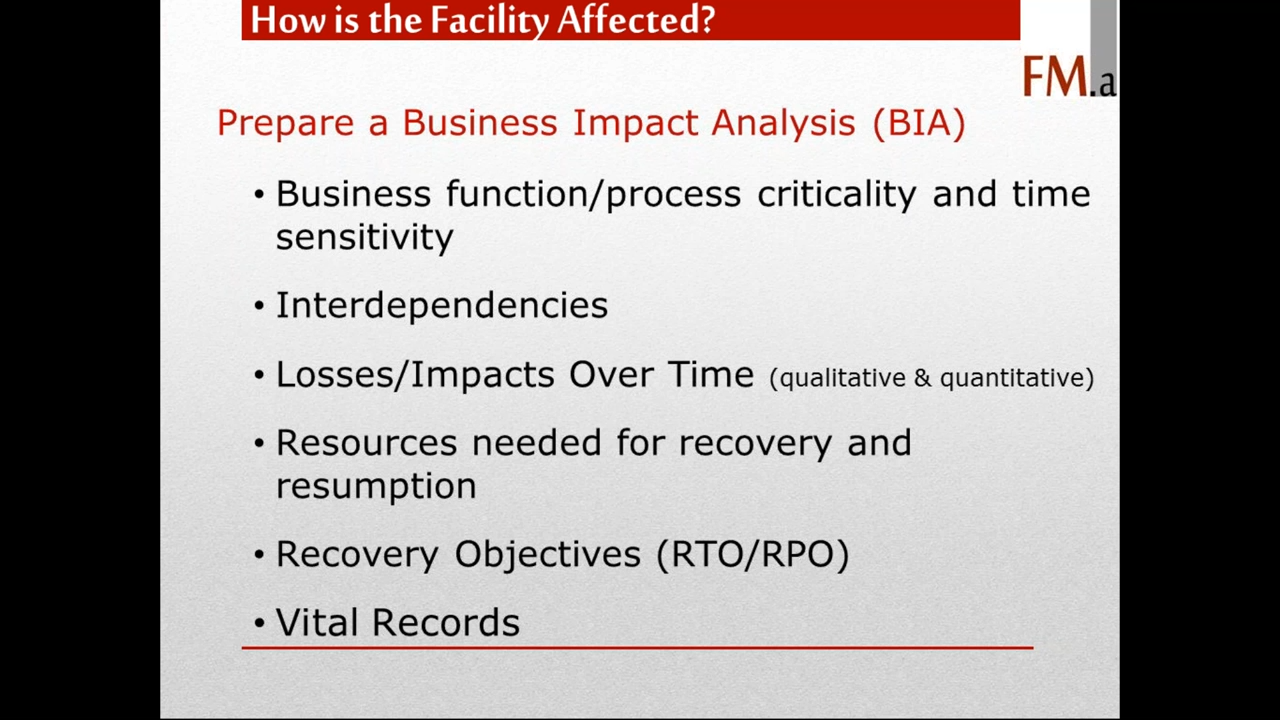 How is the Facility Affected?
FM.a
Prepare a Business Impact Analysis (BIA)
• Business function/process criticality and time
sensitivity
• Interdependencies
• Losses/Impacts Over Time (qualitative & quantitative)
• Resources needed for recovery and
resumption
• Recovery Objectives (RTO/RPO)
• Vital Records